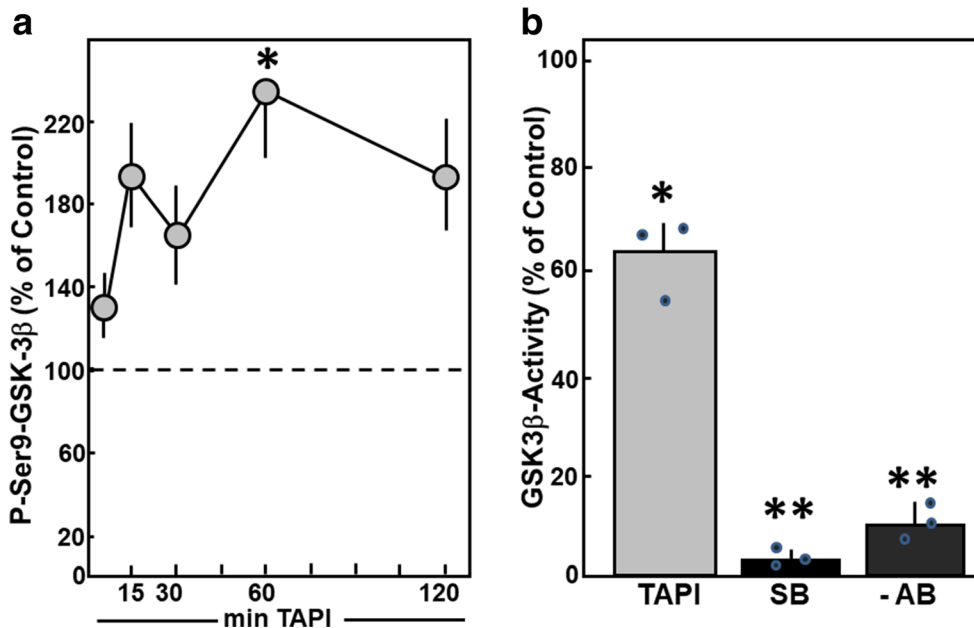 a
P-Ser9-GSK-3β (% of Control)
220
180
140
100
60
20
0
*
15 30 60 120
min TAPI
b
GSK3β-Activity (% of Control)
100
80
60
40
20
0
*
**
**
TAPI SB - AB